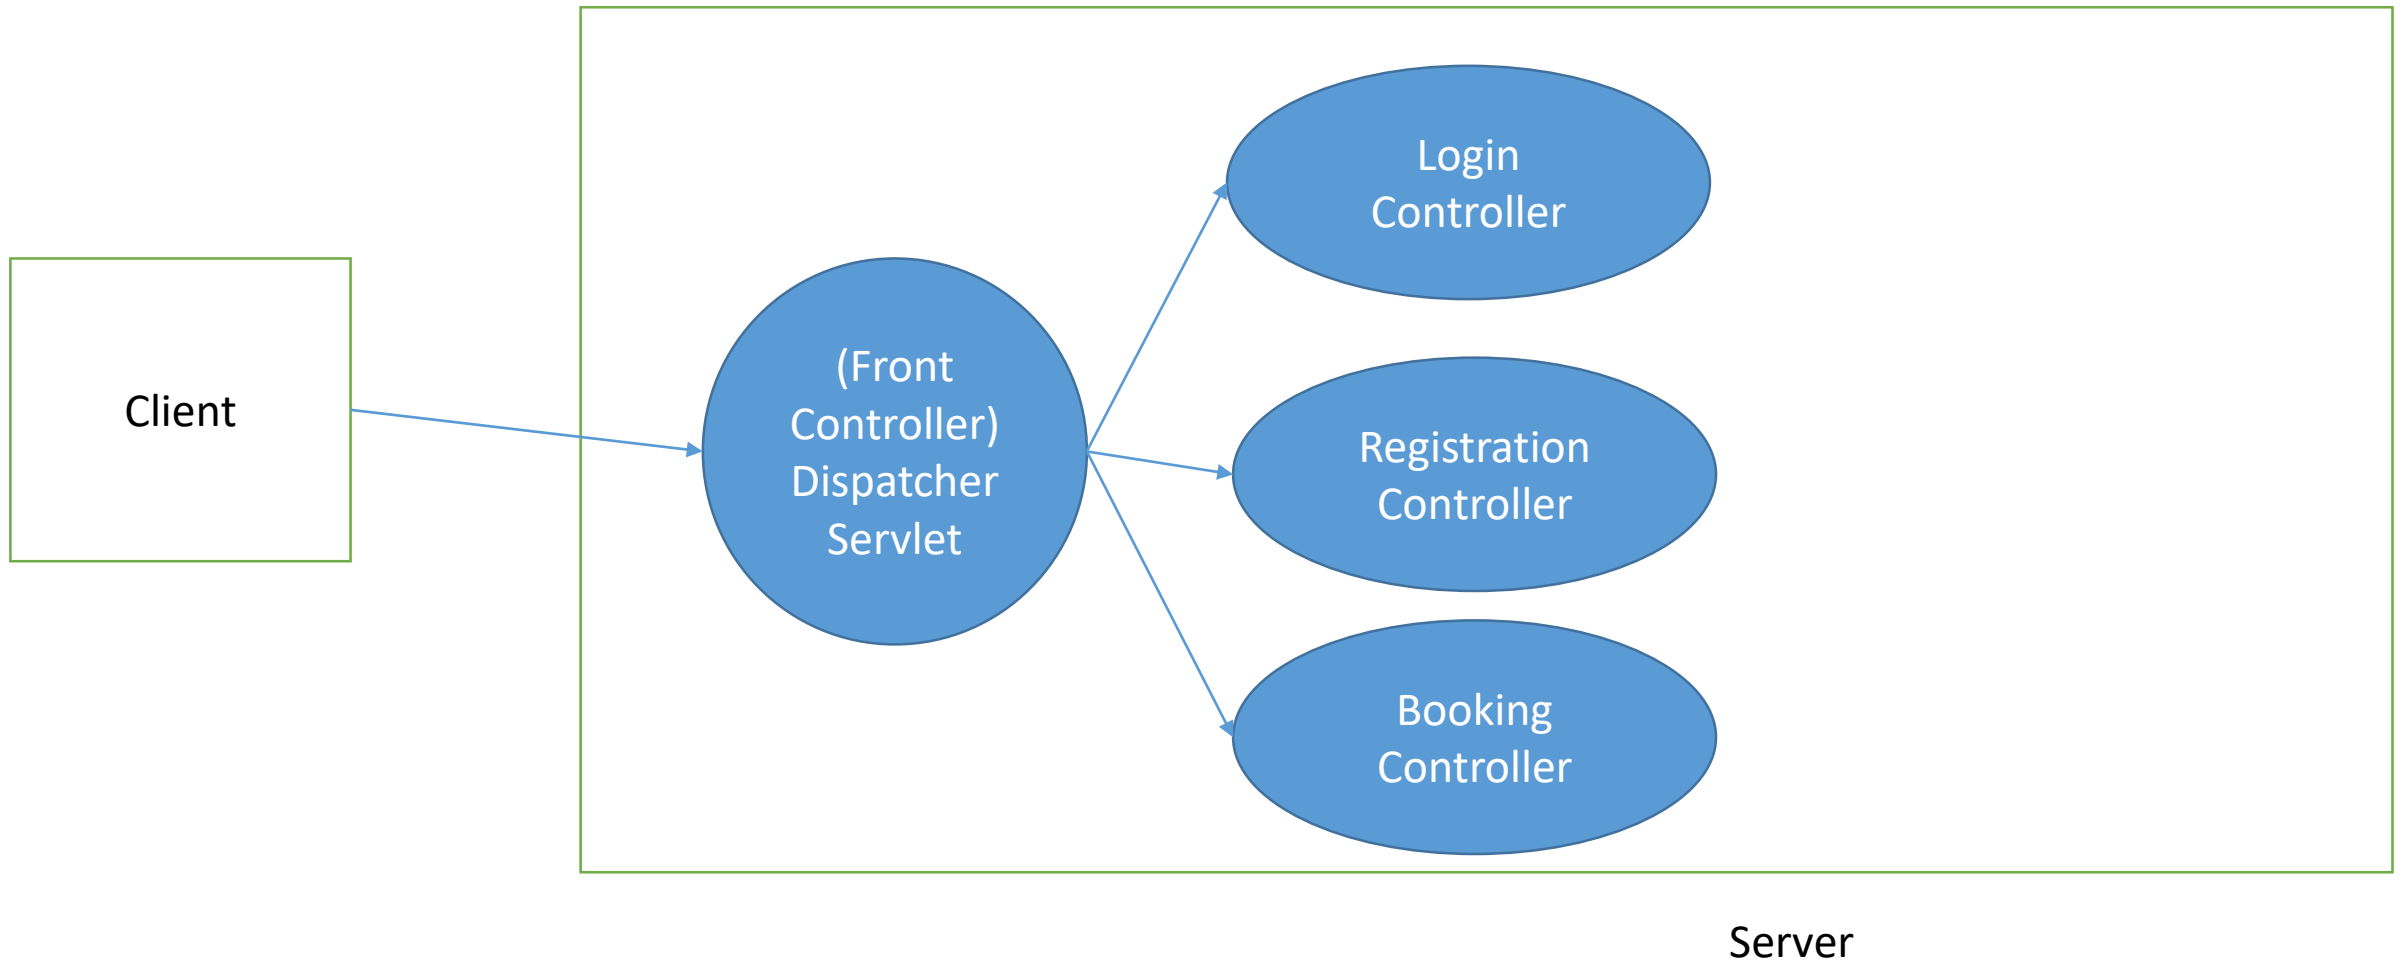 Client
(Front
Controller)
Dispatcher
Servlet
Login
Controller
Registration
Controller
Booking
Controller
Server